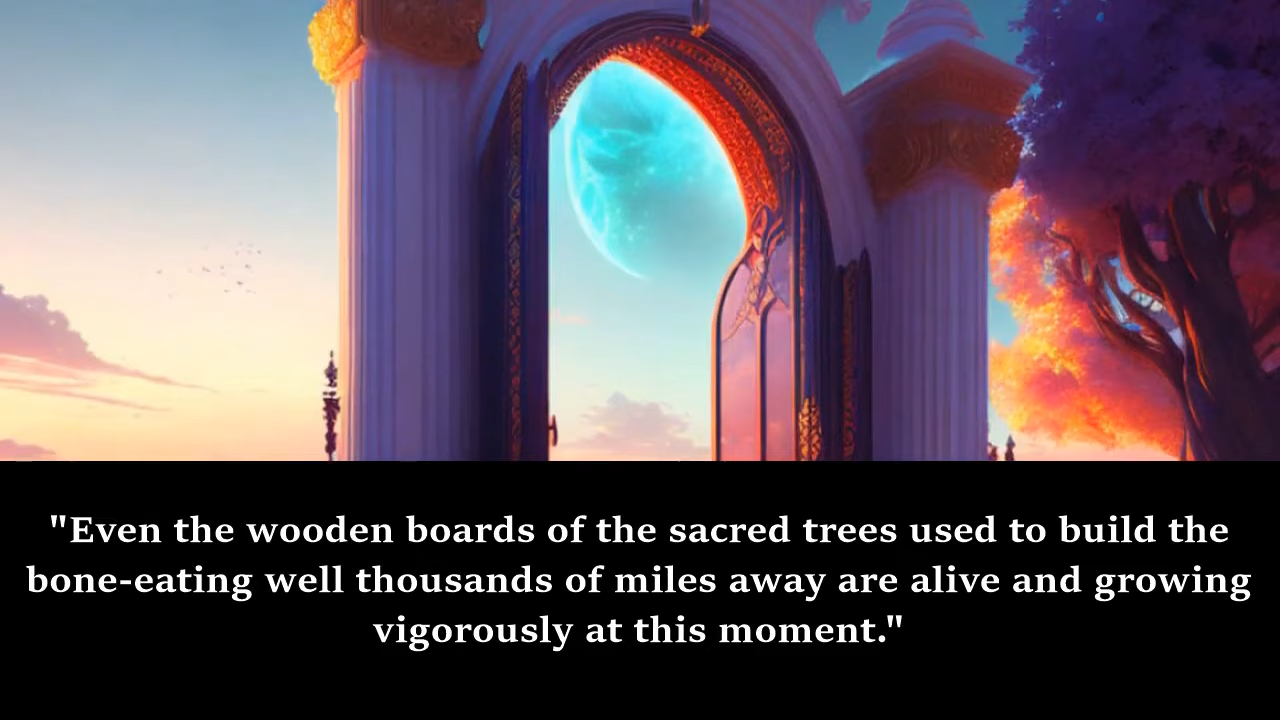 "Even the wooden boards of the sacred trees used to build the
bone-eating well thousands of miles away are alive and growing
vigorously at this moment."